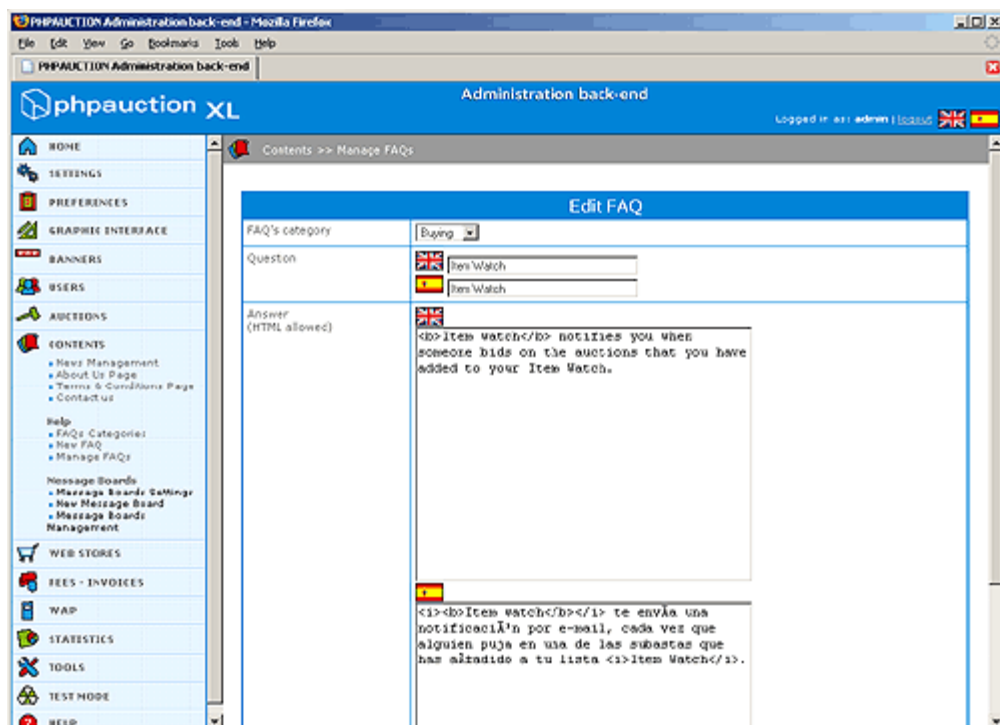 PHPAUCTION Administration back-end - Mozilla Firefox
File Edit View Go Bookmarks Tools Help
PHPAUCTION Administration back-end
phpauction XL
Administration back-end
Logged in as: admin | logout
HOME
SETTINGS
PREFERENCES
GRAPHIC INTERFACE
BANNERS
USERS
AUCTIONS
CONTENTS
News Management
About Us Page
Terms & Conditions Page
Contact us
Help
FAQs Categories
New FAQ
Manage FAQs
Message Boards
Message Boards Settings
New Message Board
Message Boards
Management
WEB STORES
FEES - INVOICES
WAP
STATISTICS
TOOLS
TEST MODE
HELP
Contents >> Manage FAQs
Edit FAQ
FAQ's category
Buying
Question
Item Watch
Item Watch
Answer
(HTML allowed)
<b>Item Watch</b> notifies you when
someone bids on the auctions that you have
added to your Item Watch.
<i><b>Item Watch</b></i> te envÃa una
notificaciÃ³n por e-mail, cada vez que
alguien puja en una de las subastas que
has añadido a tu lista <i>Item Watch</i>.